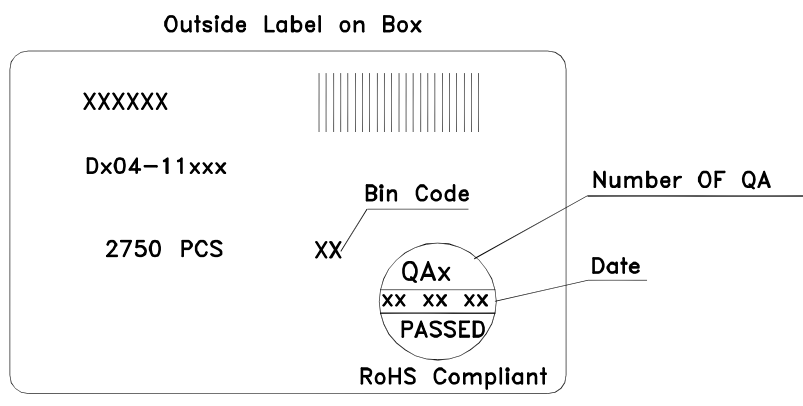 Outside Label on Box
XXXXXX
Dx04-11xxx
Bin Code
Number OF QA
2750 PCS
XX
QAx
Date
xx xx xx
PASSED
RoHS Compliant